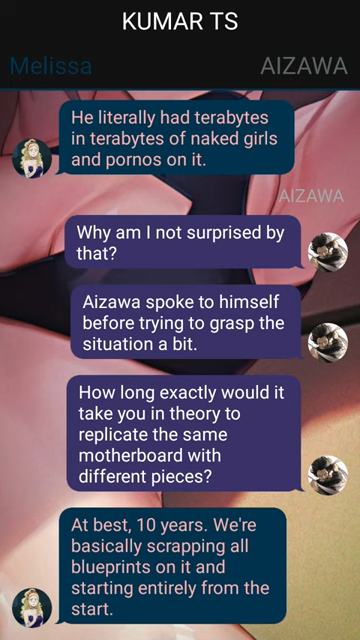 KUMAR TS
Melissa
AIZAWA
He literally had terabytes
in terabytes of naked girls
and pornos on it.
AIZAWA
Why am I not surprised by
that?
Aizawa spoke to himself
before trying to grasp the
situation a bit.
How long exactly would it
take you in theory to
replicate the same
motherboard with
different pieces?
At best, 10 years. We're
basically scrapping all
blueprints on it and
starting entirely from the
start.